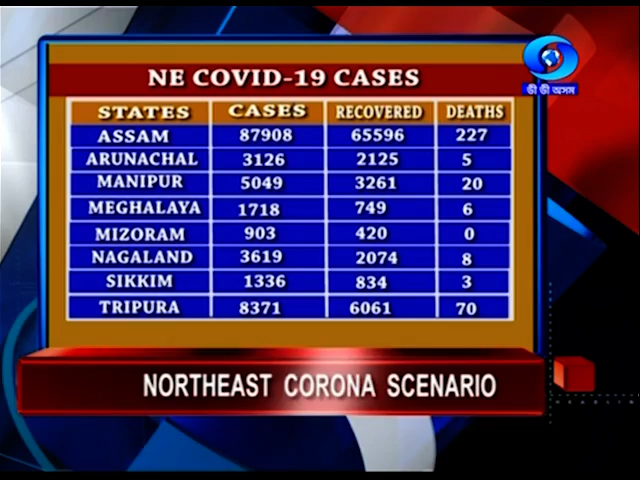 NE COVID-19 CASES
ডী ডী অসম
STATES CASES RECOVERED DEATHS
ASSAM 87908 65596 227
ARUNACHAL 3126 2125 5
MANIPUR 5049 3261 20
MEGHALAYA 1718 749 6
MIZORAM 903 420 0
NAGALAND 3619 2074 8
SIKKIM 1336 834 3
TRIPURA 8371 6061 70
NORTHEAST CORONA SCENARIO